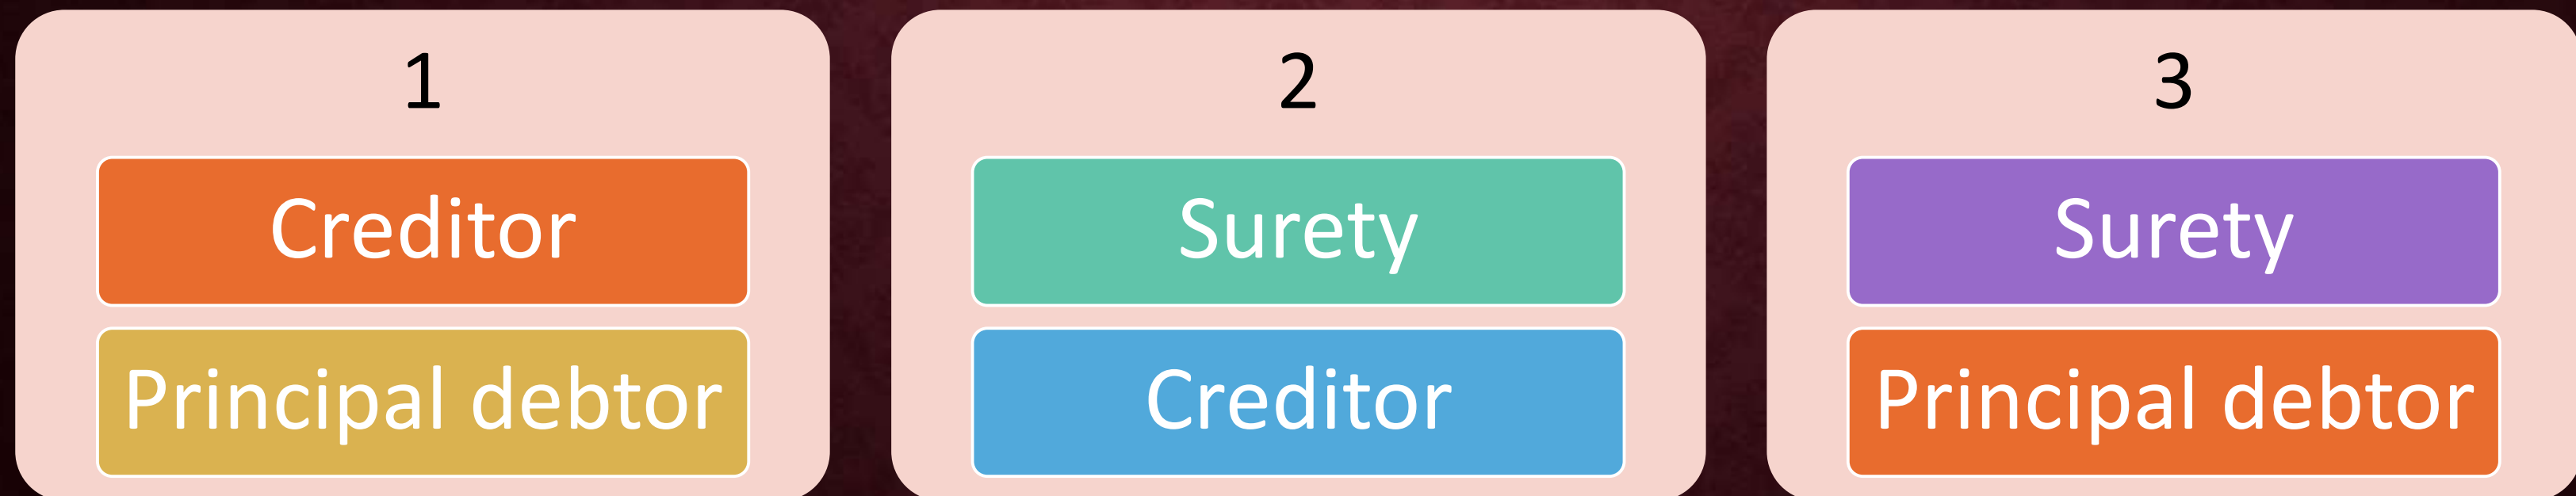 1
Creditor
Principal debtor
2
Surety
Creditor
3
Surety
Principal debtor